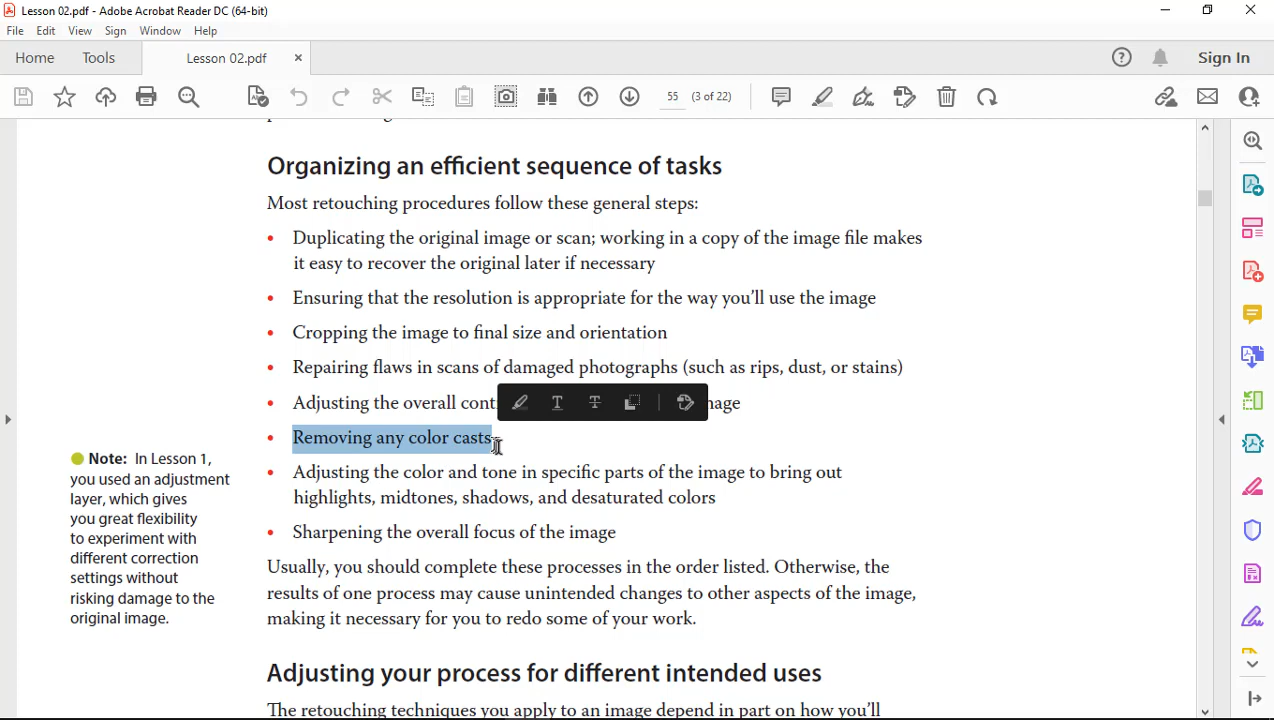 Lesson 02.pdf - Adobe Acrobat Reader DC (64-bit)
File Edit View Sign Window Help
Home Tools Lesson 02.pdf × Sign In
55 (3 of 22)
Organizing an efficient sequence of tasks
Most retouching procedures follow these general steps:
• Duplicating the original image or scan; working in a copy of the image file makes
it easy to recover the original later if necessary
• Ensuring that the resolution is appropriate for the way you'll use the image
• Cropping the image to final size and orientation
• Repairing flaws in scans of damaged photographs (such as rips, dust, or stains)
• Adjusting the overall
• Removing any color casts
• Adjusting the color and tone in specific parts of the image to bring out
highlights, midtones, shadows, and desaturated colors
• Sharpening the overall focus of the image
Note: In Lesson 1,
you used an adjustment
layer, which gives
you great flexibility
to experiment with
different correction
settings without
risking damage to the
original image.
Usually, you should complete these processes in the order listed. Otherwise, the
results of one process may cause unintended changes to other aspects of the image,
making it necessary for you to redo some of your work.
Adjusting your process for different intended uses
The retouching techniques you apply to an image depend in part on how you'll